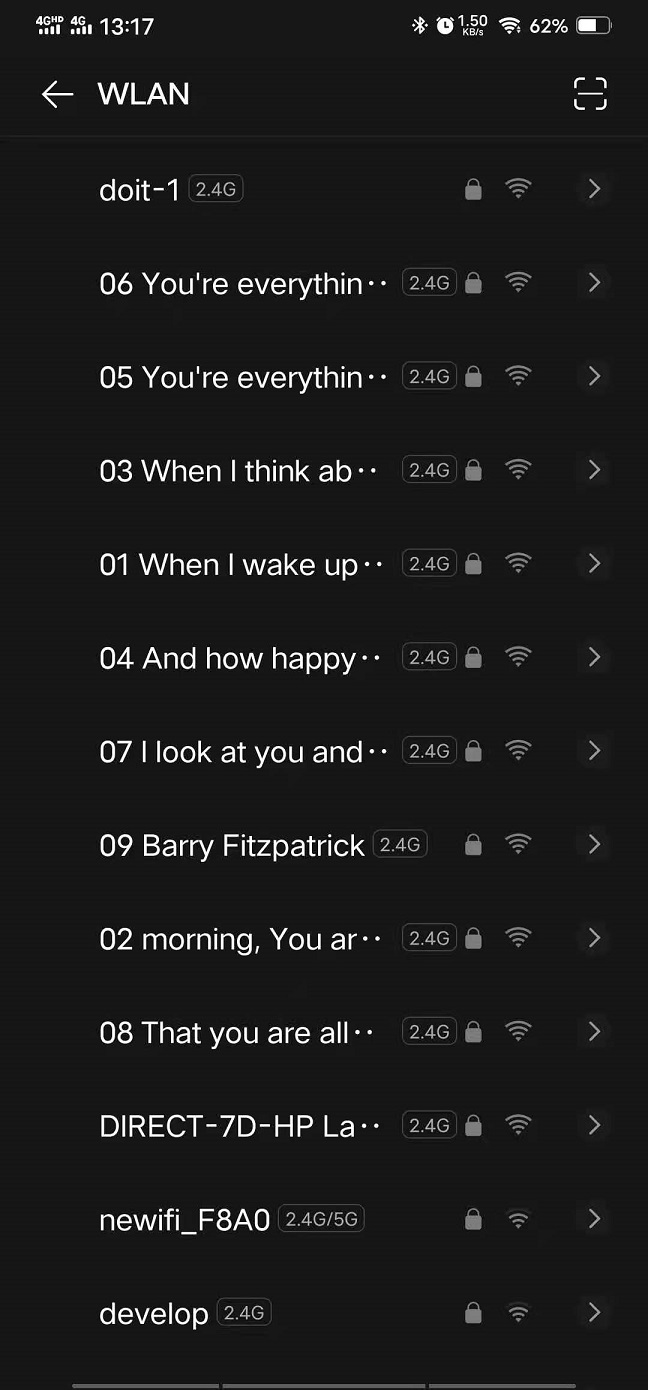 4GHD 4G 13:17 1.50 KB/s 62%
WLAN
doit-1 2.4G
06 You're everythin·· 2.4G
05 You're everythin·· 2.4G
03 When I think ab·· 2.4G
01 When I wake up·· 2.4G
04 And how happy·· 2.4G
07 I look at you and·· 2.4G
09 Barry Fitzpatrick 2.4G
02 morning, You ar·· 2.4G
08 That you are all·· 2.4G
DIRECT-7D-HP La·· 2.4G
newifi_F8A0 2.4G/5G
develop 2.4G